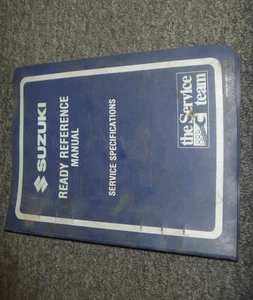 SUZUKI
READY REFERENCE
MANUAL
SERVICE SPECIFICATIONS
the Service
team